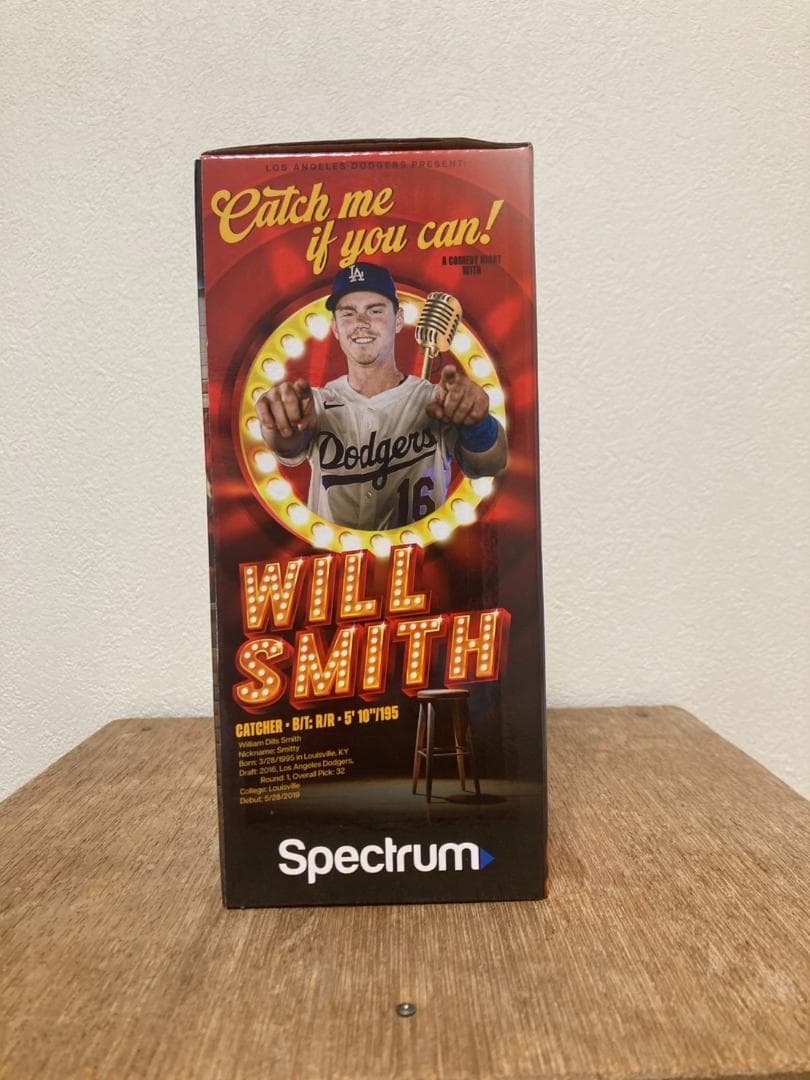 LOS ANGELES DODGERS PRESENT:
Catch me
if you can!
A COMEDY NIGHT
WITH
LA
Dodgers
16
WILL
SMITH
CATCHER • B/T: R/R • 5' 10"/195
William Dills Smith
Nickname: Smitty
Born: 3/28/1995 in Louisville, KY
Draft: 2016, Los Angeles Dodgers,
Round: 1, Overall Pick: 32
College: Louisville
Debut: 5/28/2019
Spectrum